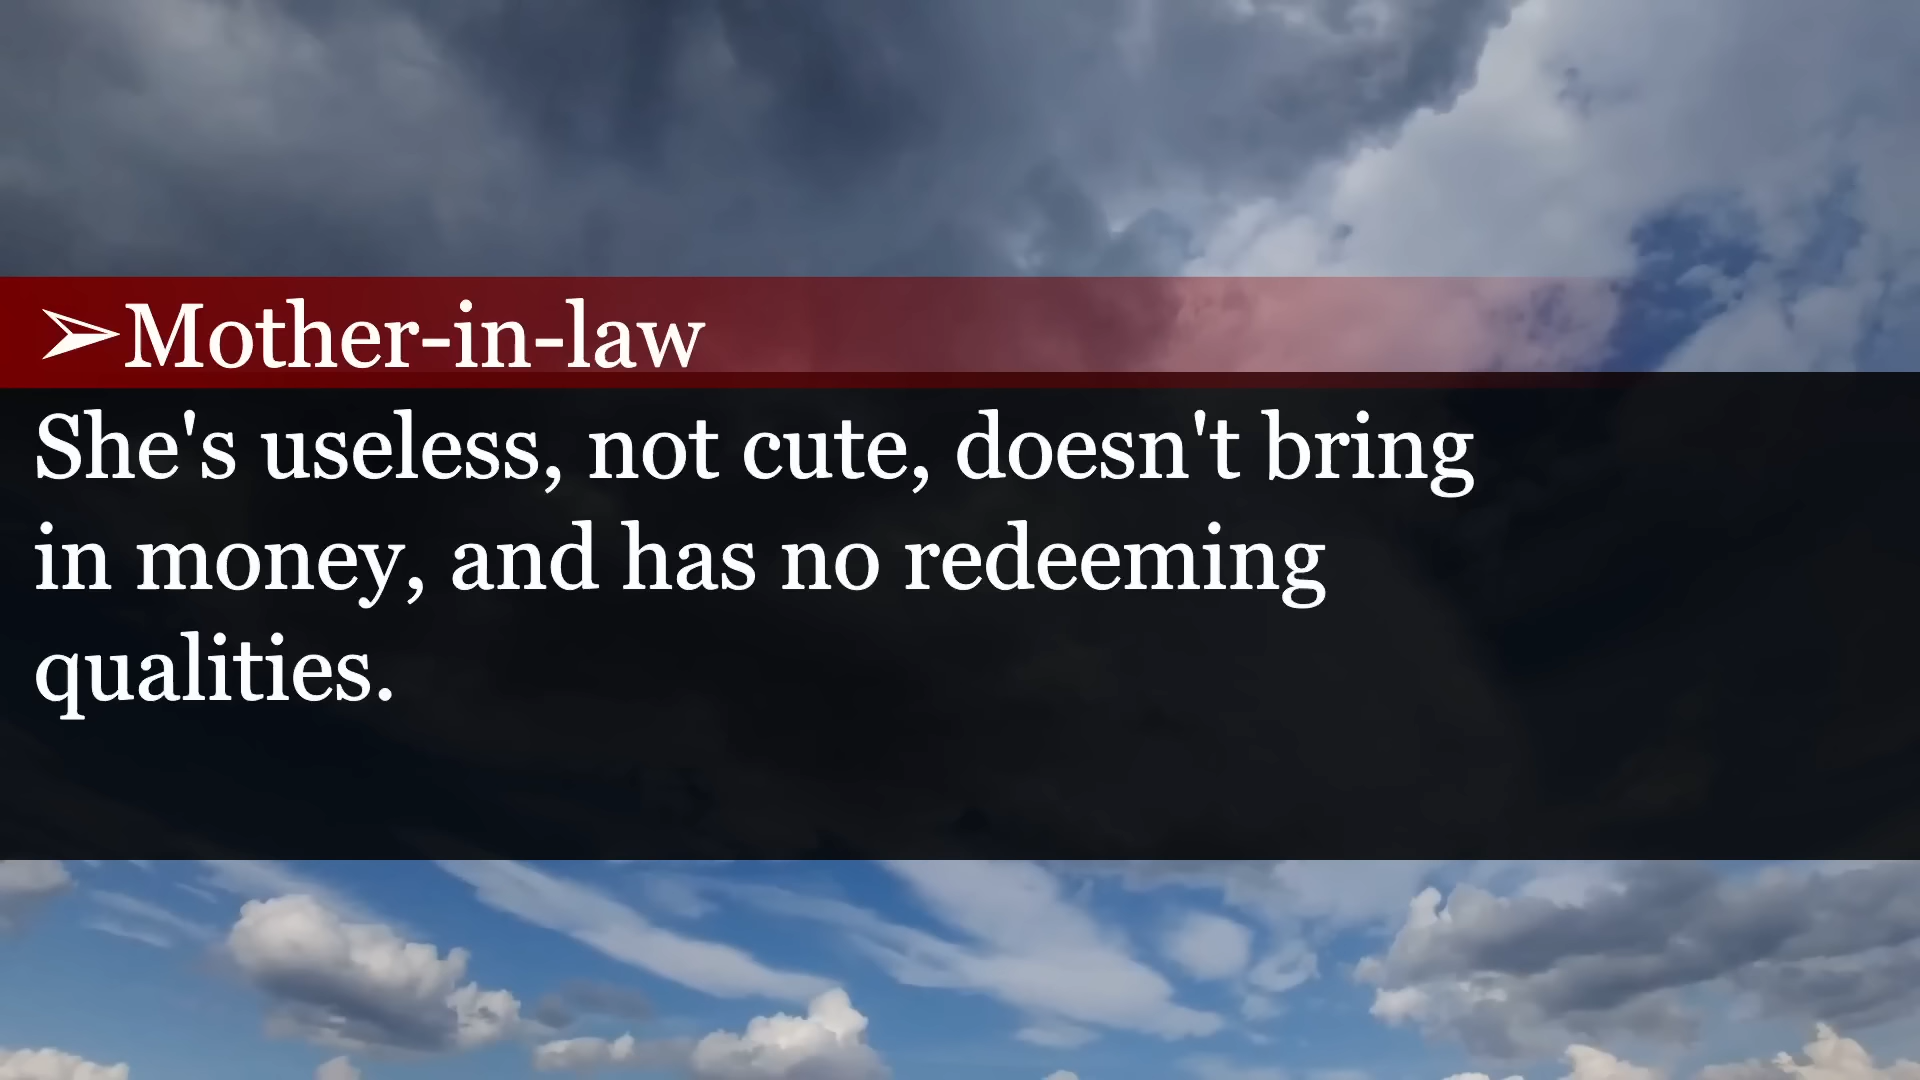 ➢Mother-in-law
She's useless, not cute, doesn't bring
in money, and has no redeeming
qualities.